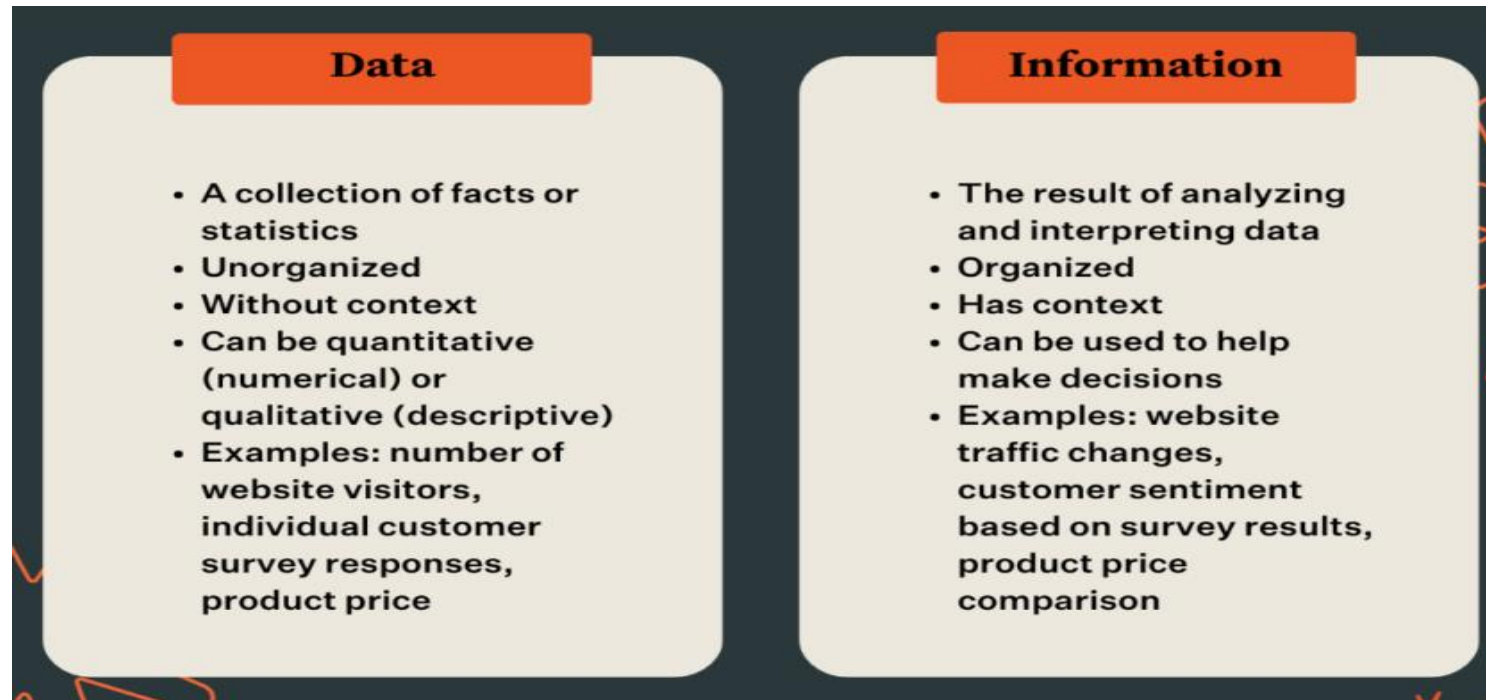 Data
• A collection of facts or
statistics
• Unorganized
• Without context
• Can be quantitative
(numerical) or
qualitative (descriptive)
• Examples: number of
website visitors,
individual customer
survey responses,
product price
Information
• The result of analyzing
and interpreting data
• Organized
• Has context
• Can be used to help
make decisions
• Examples: website
traffic changes,
customer sentiment
based on survey results,
product price
comparison